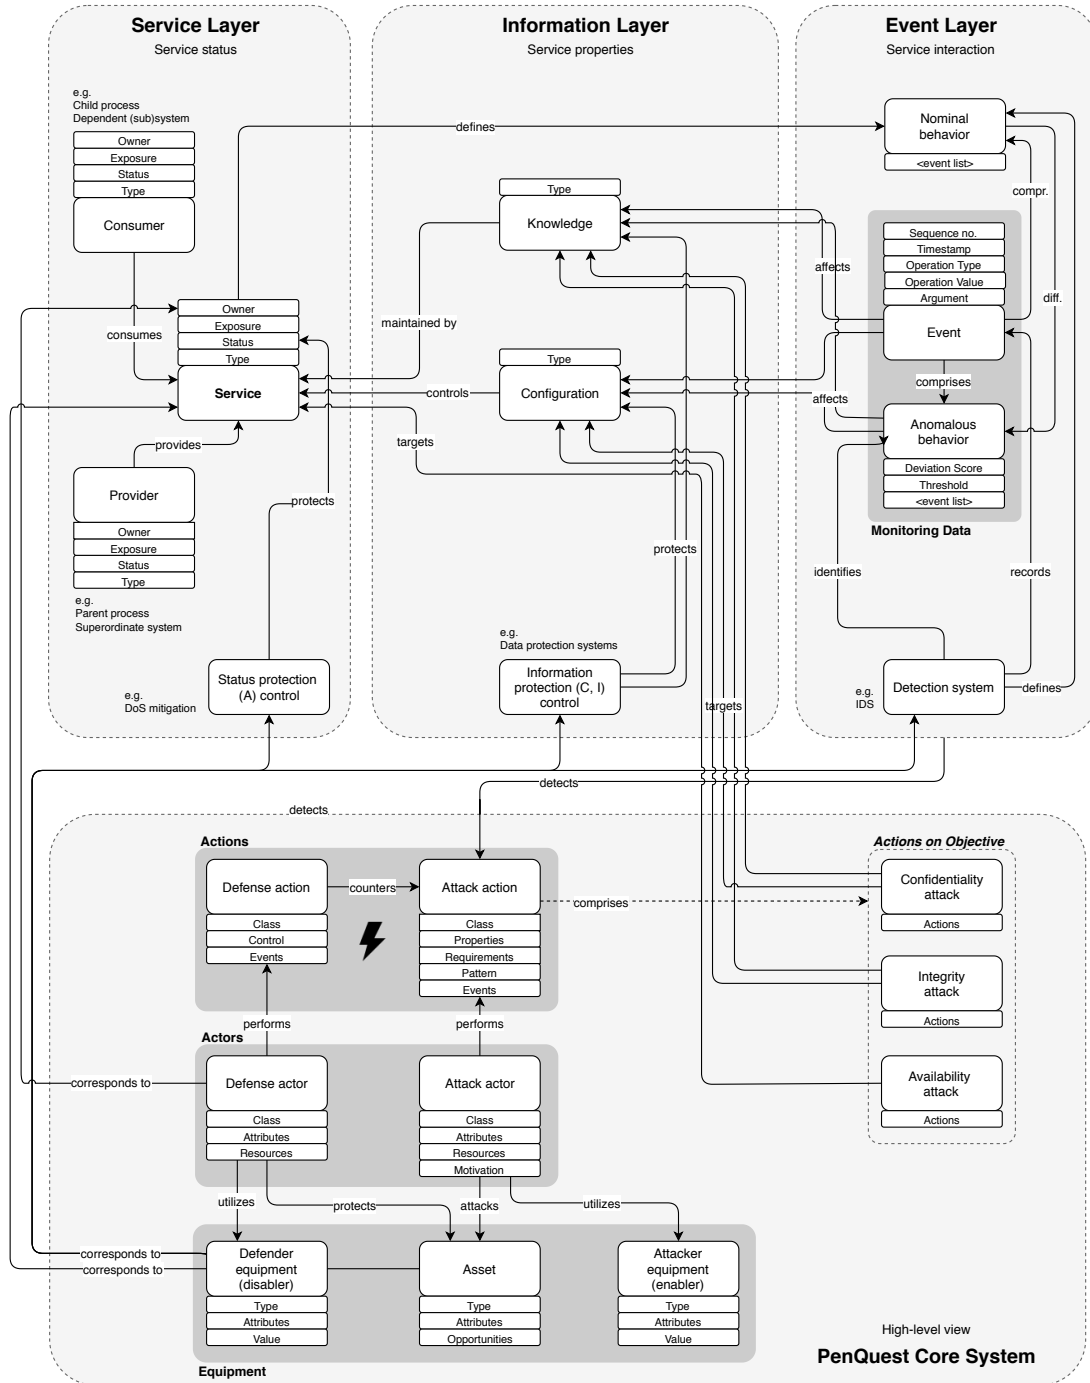 Service Layer
Service status
e.g.
Child process
Dependent (sub)system
Owner
Exposure
Status
Type
Consumer
consumes
Owner
Exposure
Status
Type
Service
provides
Provider
Owner
Exposure
Status
Type
e.g.
Parent process
Superordinate system
protects
e.g.
DoS mitigation
Status protection
(A) control
Information Layer
Service properties
defines
Type
Knowledge
maintained by
Type
Configuration
controls
targets
protects
e.g.
Data protection systems
Information
protection (C, I)
control
targets
Event Layer
Service interaction
Nominal
behavior
<event list>
compr.
Sequence no.
Timestamp
Operation Type
Operation Value
Argument
Event
affects
diff.
comprises
affects
Anomalous
behavior
Deviation Score
Threshold
<event list>
Monitoring Data
identifies
records
e.g.
IDS
Detection system
defines
detects
detects
Actions
Defense action
Class
Control
Events
counters
Attack action
Class
Properties
Requirements
Pattern
Events
comprises
Actions on Objective
Confidentiality
attack
Actions
Integrity
attack
Actions
Availability
attack
Actions
performs
performs
Actors
corresponds to
Defense actor
Class
Attributes
Resources
Attack actor
Class
Attributes
Resources
Motivation
utilizes
protects
attacks
utilizes
corresponds to
corresponds to
Defender
equipment
(disabler)
Type
Attributes
Value
Asset
Type
Attributes
Opportunities
Attacker
equipment
(enabler)
Type
Attributes
Value
Equipment
High-level view
PenQuest Core System